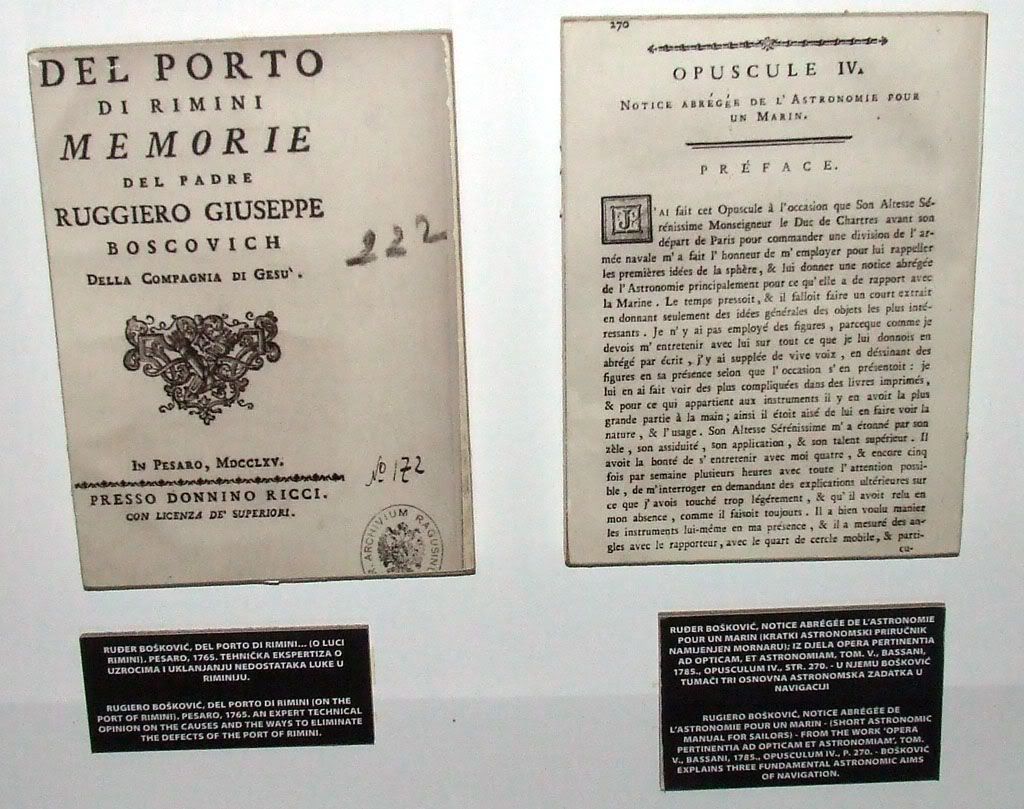 DEL PORTO
DI RIMINI
MEMORIE
DEL PADRE
RUGGIERO GIUSEPPE
BOSCOVICH
DELLA COMPAGNIA DI GESU'.
222
IN PESARO, MDCCLXV.
No 172
PRESSO DONNINO RICCI.
CON LICENZA DE' SUPERIORI.
ARCHIVIUM RAGUSINE
270
OPUSCULE IV.
NOTICE ABRÉGÉE DE L'ASTRONOMIE POUR
UN MARIN.
PRÉFACE.
J'AI fait cet Opuscule à l'occasion que Son Altesse Sé-
rénissime Monseigneur le Duc de Chartres avant son
départ de Paris pour commander une division de l'ar-
mée navale m'a fait l'honneur de m'employer pour lui rappeller
les premières idées de la sphère, & lui donner une notice abrégée
de l'Astronomie principalement pour ce qu'elle a de rapport avec
la Marine. Le temps pressoit, & il falloit faire un court extrait
en donnant seulement des idées générales des objets les plus inté-
ressants. Je n'y ai pas employé des figures, parceque comme je
devois m'entretenir avec lui sur tout ce que je lui donnois en
abrégé par écrit, j'y ai supplée de vive voix, en déssinant des
figures en sa présence selon que l'occasion s'en présentoit: je
lui en ai fait voir des plus compliquées dans des livres imprimés,
& pour ce qui appartient aux instruments il y en avoit la plus
grande partie à la main; ainsi il étoit aisé de lui en faire voir la
nature, & l'usage. Son Altesse Sérénissime m'a étonné par son
zèle, son assiduité, son application, & son talent supérieur. Il
avoit la bonté de s'entretenir avec moi quatre, & encore cinq
fois par semaine plusieurs heures avec toute l'attention possi-
ble, de m'interroger en demandant des explications ultérieures sur
ce que j'avois touché trop légérement, & qu'il avoit relu en
mon absence, comme il faisoit toujours. Il a bien voulu manier
les instruments lui-même en ma présence, & il a mesuré des an-
gles avec le rapporteur, avec le quart de cercle mobile, & parti-
cu-
RUĐER BOŠKOVIĆ, DEL PORTO DI RIMINI... (O LUCI
RIMINI). PESARO, 1765. TEHNIČKA EKSPERTIZA O
UZROCIMA I UKLANJANJU NEDOSTATAKA LUKE U
RIMINIJU.
RUGIERO BOŠKOVIĆ, DEL PORTO DI RIMINI (ON THE
PORT OF RIMINI). PESARO, 1765. AN EXPERT TECHNICAL
OPINION ON THE CAUSES AND THE WAYS TO ELIMINATE
THE DEFECTS OF THE PORT OF RIMINI.
RUĐER BOŠKOVIĆ, NOTICE ABRÉGÉE DE L'ASTRONOMIE
POUR UN MARIN (KRATKI ASTRONOMSKI PRIRUČNIK
NAMIJENJEN MORNARU); IZ DJELA OPERA PERTINENTIA
AD OPTICAM, ET ASTRONOMIAM, TOM. V., BASSANI,
1785., OPUSCULUM IV., STR. 270. - U NJEMU BOŠKOVIĆ
TUMAČI TRI OSNOVNA ASTRONOMSKA ZADATKA U
NAVIGACIJI
RUGIERO BOŠKOVIĆ, NOTICE ABRÉGÉE DE
L'ASTRONOMIE POUR UN MARIN - (SHORT ASTRONOMIC
MANUAL FOR SAILORS) - FROM THE WORK 'OPERA
PERTINENTIA AD OPTICAM ET ASTRONOMIAM', TOM.
V., BASSANI, 1785., OPUSCULUM IV., P. 270. - BOŠKOVIĆ
EXPLAINS THREE FUNDAMENTAL ASTRONOMIC AIMS
OF NAVIGATION.